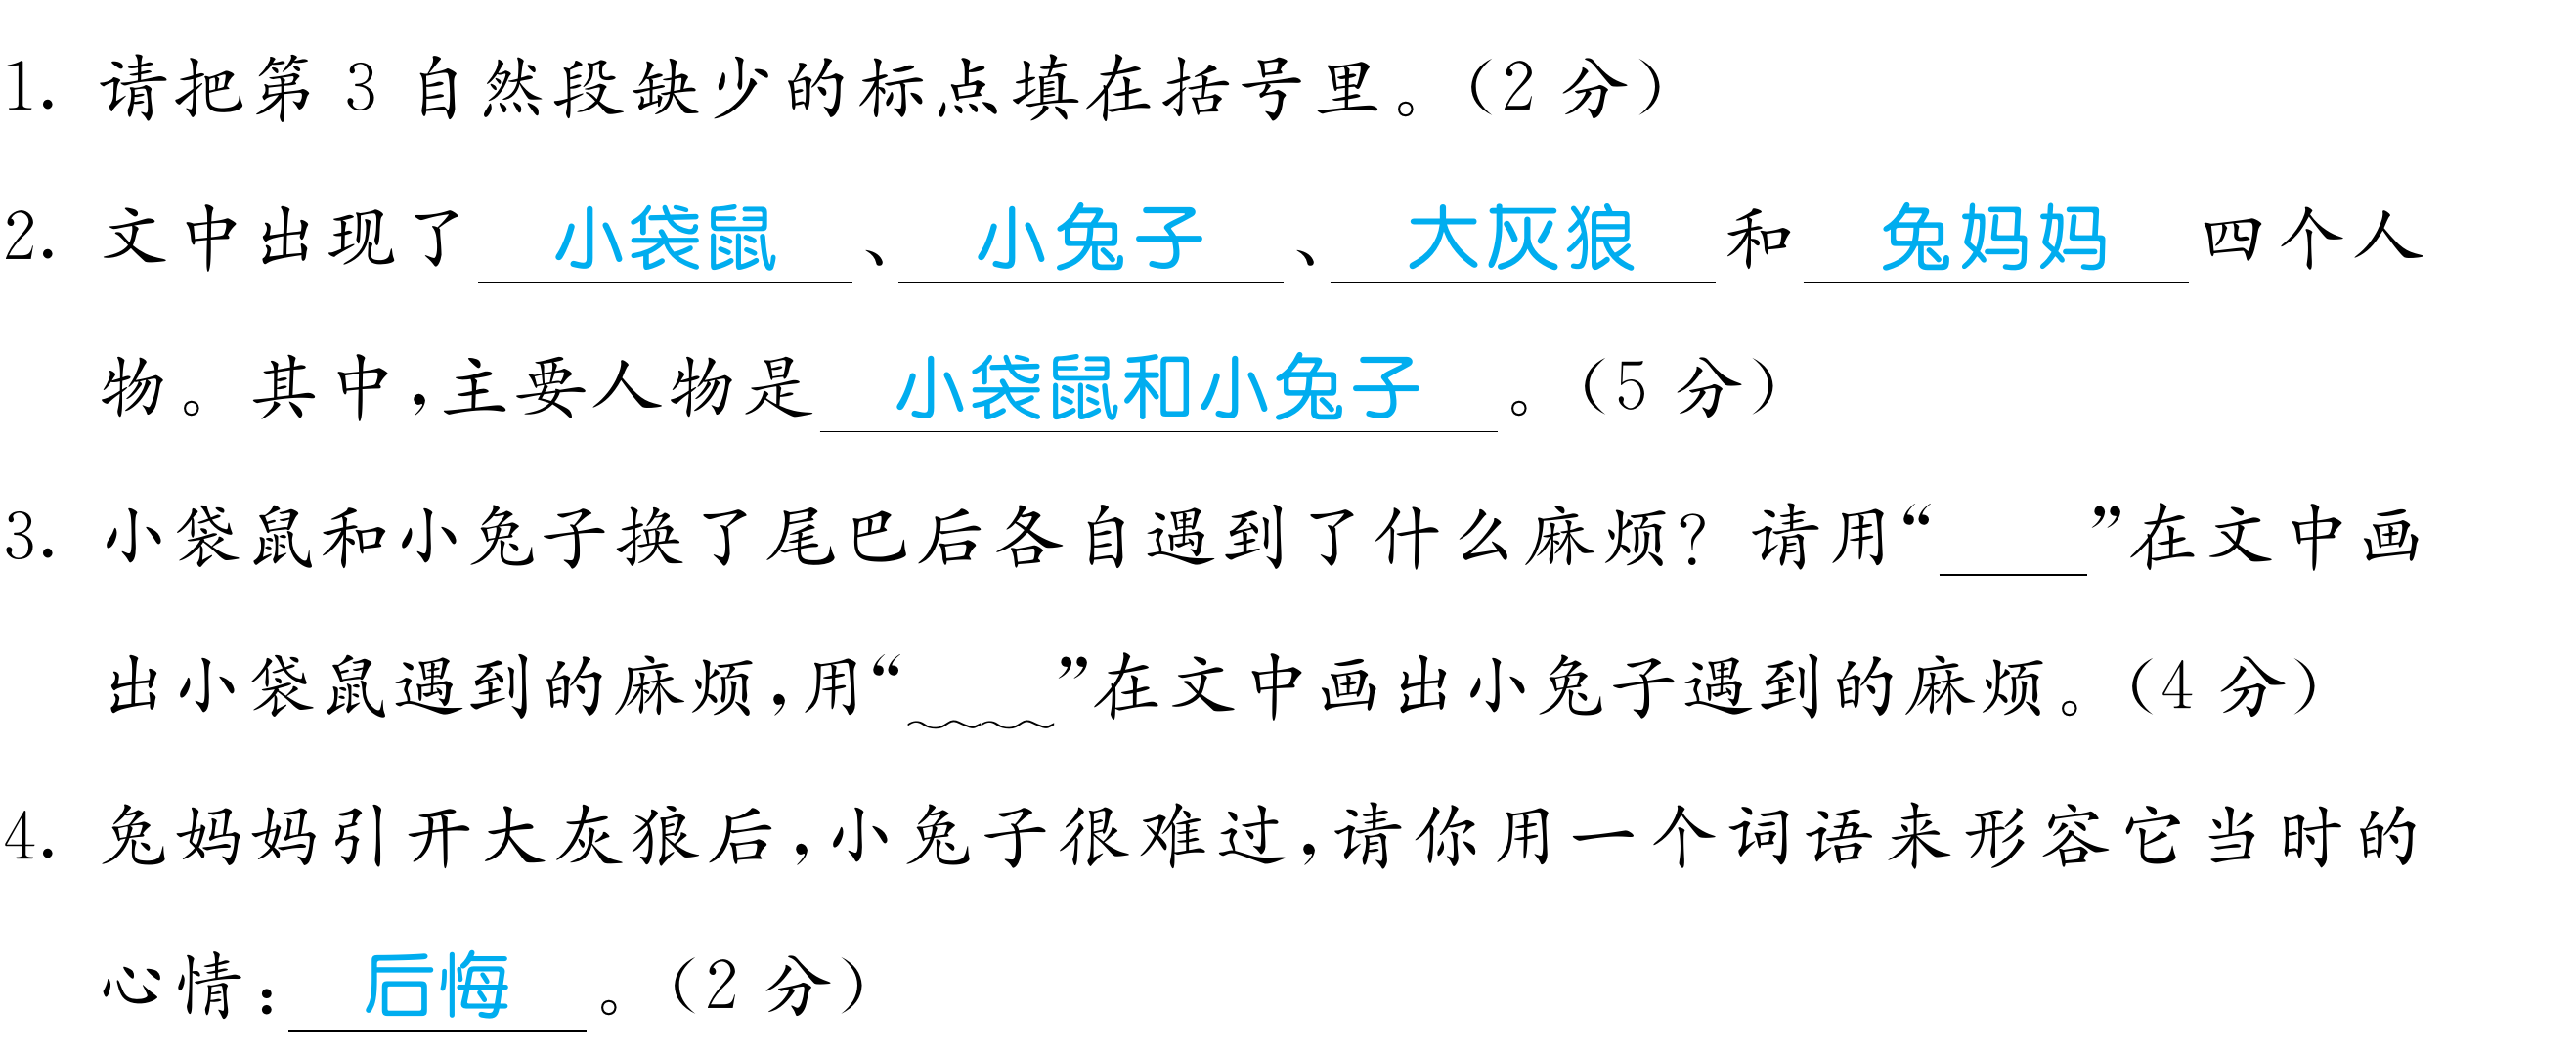 1. 请把第 3 自然段缺少的标点填在括号里。(2 分)
2. 文中出现了 小袋鼠 、 小兔子 、 大灰狼 和 兔妈妈 四个人
物。其中,主要人物是 小袋鼠和小兔子 。(5 分)
3. 小袋鼠和小兔子换了尾巴后各自遇到了什么麻烦? 请用“____”在文中画
出小袋鼠遇到的麻烦,用“﹏﹏”在文中画出小兔子遇到的麻烦。(4 分)
4. 兔妈妈引开大灰狼后,小兔子很难过,请你用一个词语来形容它当时的
心情: 后悔 。(2 分)